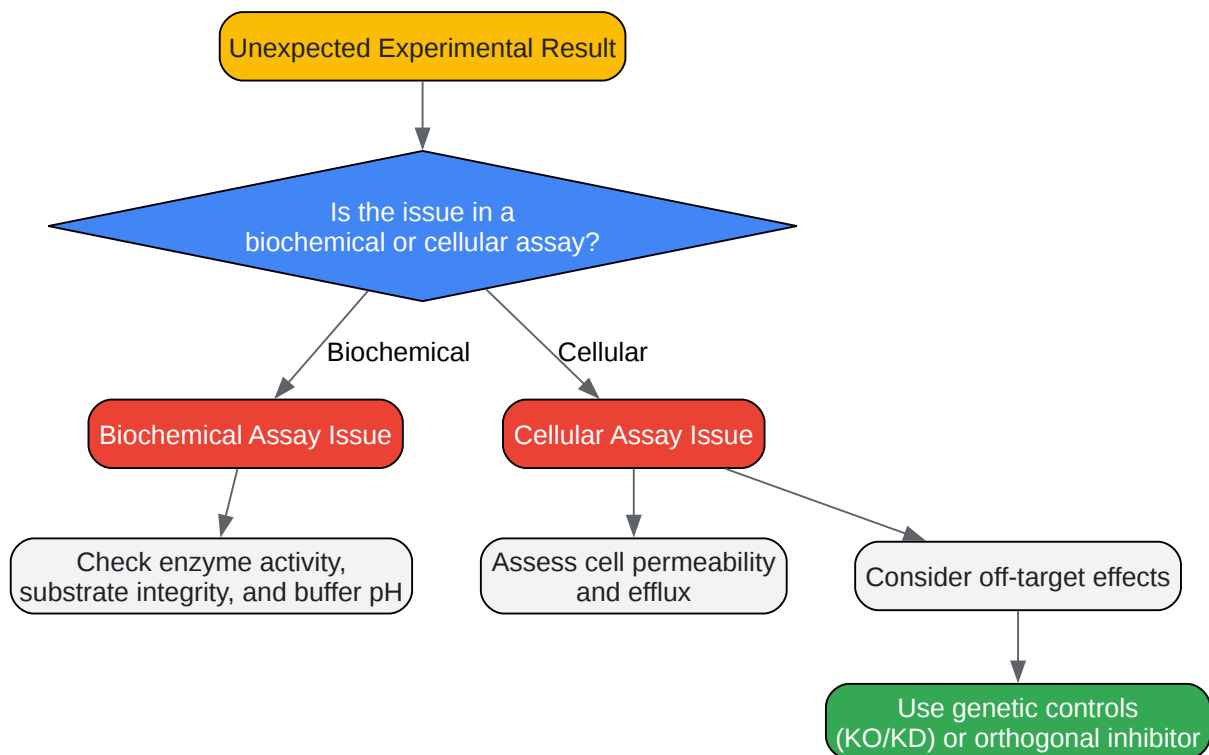 Unexpected Experimental Result
Is the issue in a
biochemical or cellular assay?
Biochemical
Cellular
Biochemical Assay Issue
Cellular Assay Issue
Check enzyme activity,
substrate integrity, and buffer pH
Assess cell permeability
and efflux
Consider off-target effects
Use genetic controls
(KO/KD) or orthogonal inhibitor